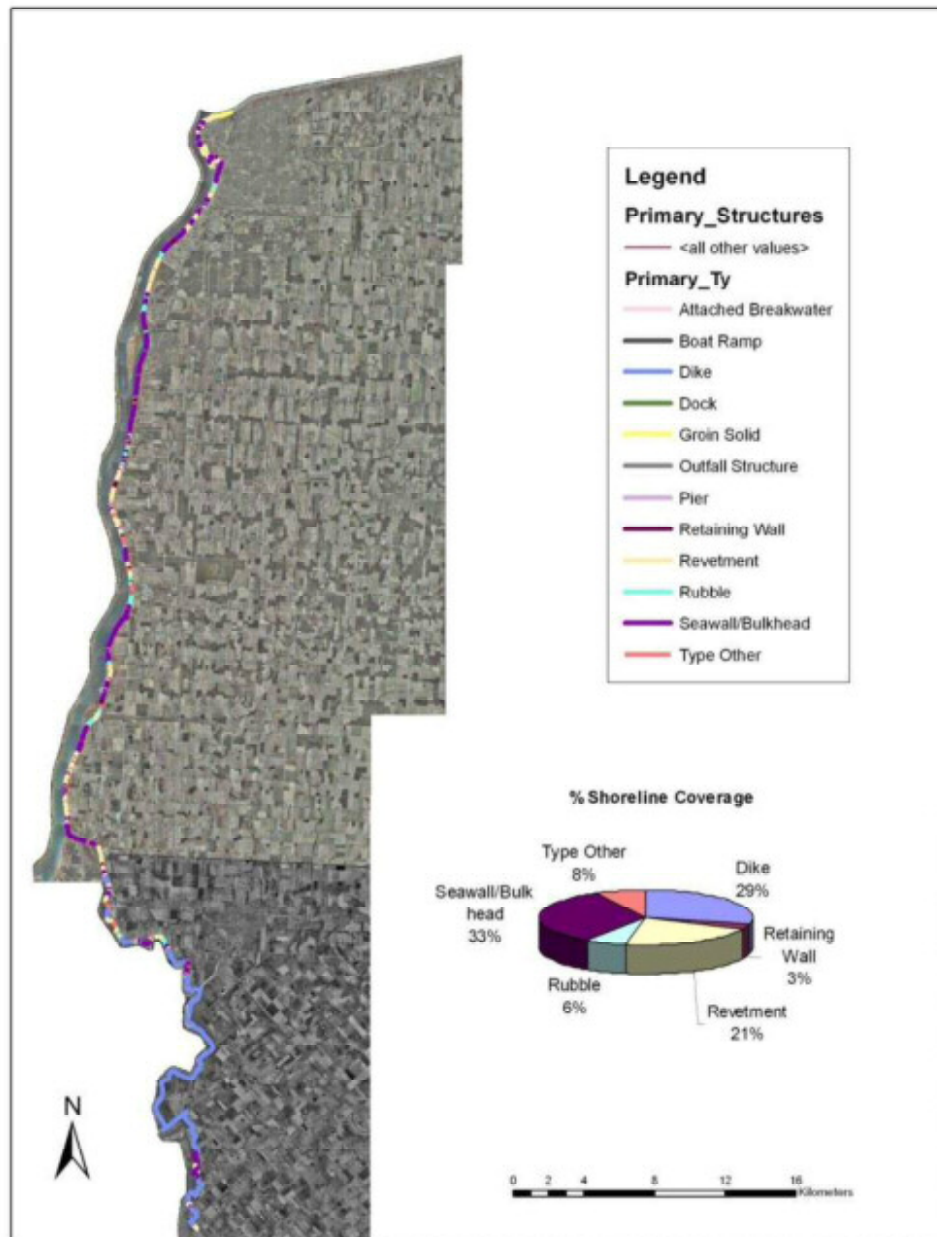 Legend
Primary_Structures
<all other values>
Primary_Ty
Attached Breakwater
Boat Ramp
Dike
Dock
Groin Solid
Outfall Structure
Pier
Retaining Wall
Revetment
Rubble
Seawall/Bulkhead
Type Other
% Shoreline Coverage
Type Other
8%
Dike
29%
Seawall/Bulk
head
33%
Retaining
Wall
3%
Rubble
6%
Revetment
21%
N
0 2 4 8 12 16
Kilometers